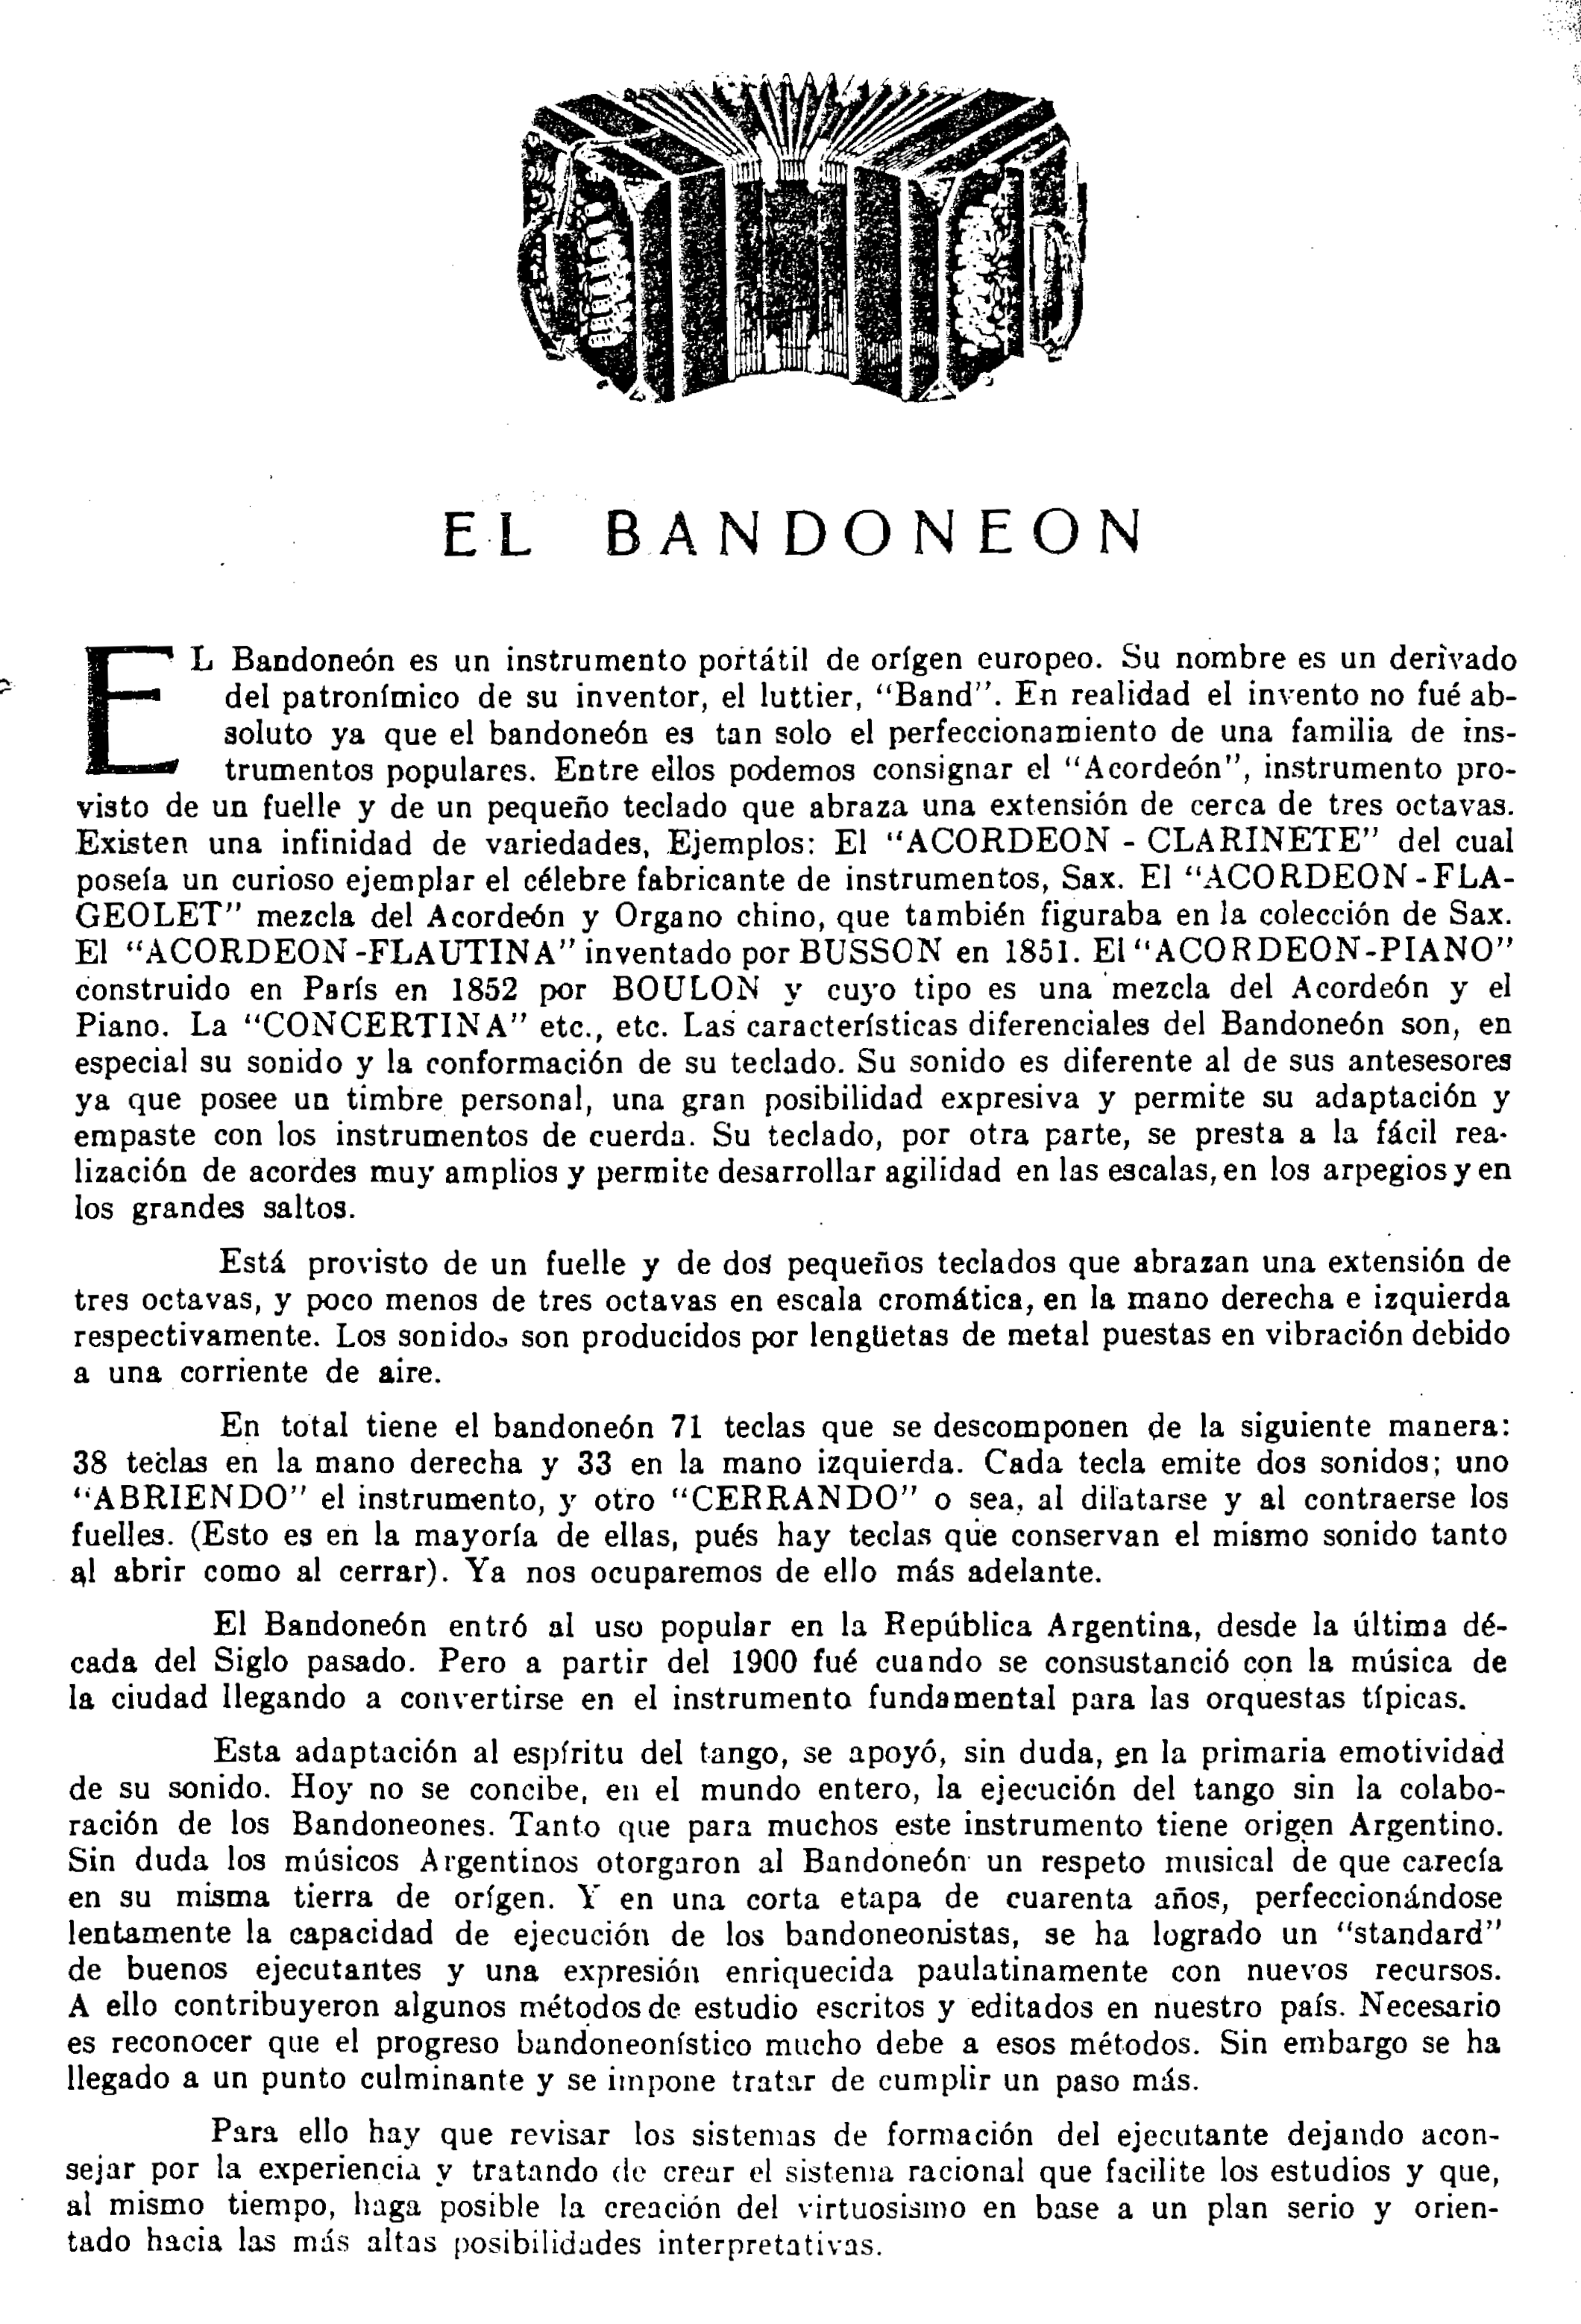 EL BANDONEON
EL Bandoneón es un instrumento portátil de orígen europeo. Su nombre es un derivado
del patronímico de su inventor, el luttier, “Band”. En realidad el invento no fué ab-
soluto ya que el bandoneón es tan solo el perfeccionamiento de una familia de ins-
trumentos populares. Entre ellos podemos consignar el “Acordeón”, instrumento pro-
visto de un fuelle y de un pequeño teclado que abraza una extensión de cerca de tres octavas.
Existen una infinidad de variedades, Ejemplos: El “ACORDEON - CLARINETE” del cual
poseía un curioso ejemplar el célebre fabricante de instrumentos, Sax. El “ACORDEON - FLA-
GEOLET” mezcla del Acordeón y Organo chino, que también figuraba en la colección de Sax.
El “ACORDEON -FLAUTINA” inventado por BUSSON en 1851. El “ACORDEON-PIANO”
construido en París en 1852 por BOULON y cuyo tipo es una mezcla del Acordeón y el
Piano. La “CONCERTINA” etc., etc. Las características diferenciales del Bandoneón son, en
especial su sonido y la conformación de su teclado. Su sonido es diferente al de sus antesesores
ya que posee un timbre personal, una gran posibilidad expresiva y permite su adaptación y
empaste con los instrumentos de cuerda. Su teclado, por otra parte, se presta a la fácil rea-
lización de acordes muy amplios y permite desarrollar agilidad en las escalas, en los arpegios y en
los grandes saltos.
Está provisto de un fuelle y de dos pequeños teclados que abrazan una extensión de
tres octavas, y poco menos de tres octavas en escala cromática, en la mano derecha e izquierda
respectivamente. Los sonidos son producidos por lengüetas de metal puestas en vibración debido
a una corriente de aire.
En total tiene el bandoneón 71 teclas que se descomponen de la siguiente manera:
38 teclas en la mano derecha y 33 en la mano izquierda. Cada tecla emite dos sonidos; uno
“ABRIENDO” el instrumento, y otro “CERRANDO” o sea, al dilatarse y al contraerse los
fuelles. (Esto es en la mayoría de ellas, pués hay teclas que conservan el mismo sonido tanto
al abrir como al cerrar). Ya nos ocuparemos de ello más adelante.
El Bandoneón entró al uso popular en la República Argentina, desde la última dé-
cada del Siglo pasado. Pero a partir del 1900 fué cuando se consustanció con la música de
la ciudad llegando a convertirse en el instrumento fundamental para las orquestas típicas.
Esta adaptación al espíritu del tango, se apoyó, sin duda, en la primaria emotividad
de su sonido. Hoy no se concibe, en el mundo entero, la ejecución del tango sin la colabo-
ración de los Bandoneones. Tanto que para muchos este instrumento tiene origen Argentino.
Sin duda los músicos Argentinos otorgaron al Bandoneón un respeto musical de que carecía
en su misma tierra de orígen. Y en una corta etapa de cuarenta años, perfeccionándose
lentamente la capacidad de ejecución de los bandoneonistas, se ha logrado un “standard”
de buenos ejecutantes y una expresión enriquecida paulatinamente con nuevos recursos.
A ello contribuyeron algunos métodos de estudio escritos y editados en nuestro país. Necesario
es reconocer que el progreso bandoneonístico mucho debe a esos métodos. Sin embargo se ha
llegado a un punto culminante y se impone tratar de cumplir un paso más.
Para ello hay que revisar los sistemas de formación del ejecutante dejando acon-
sejar por la experiencia y tratando de crear el sistema racional que facilite los estudios y que,
al mismo tiempo, haga posible la creación del virtuosismo en base a un plan serio y orien-
tado hacia las más altas posibilidades interpretativas.